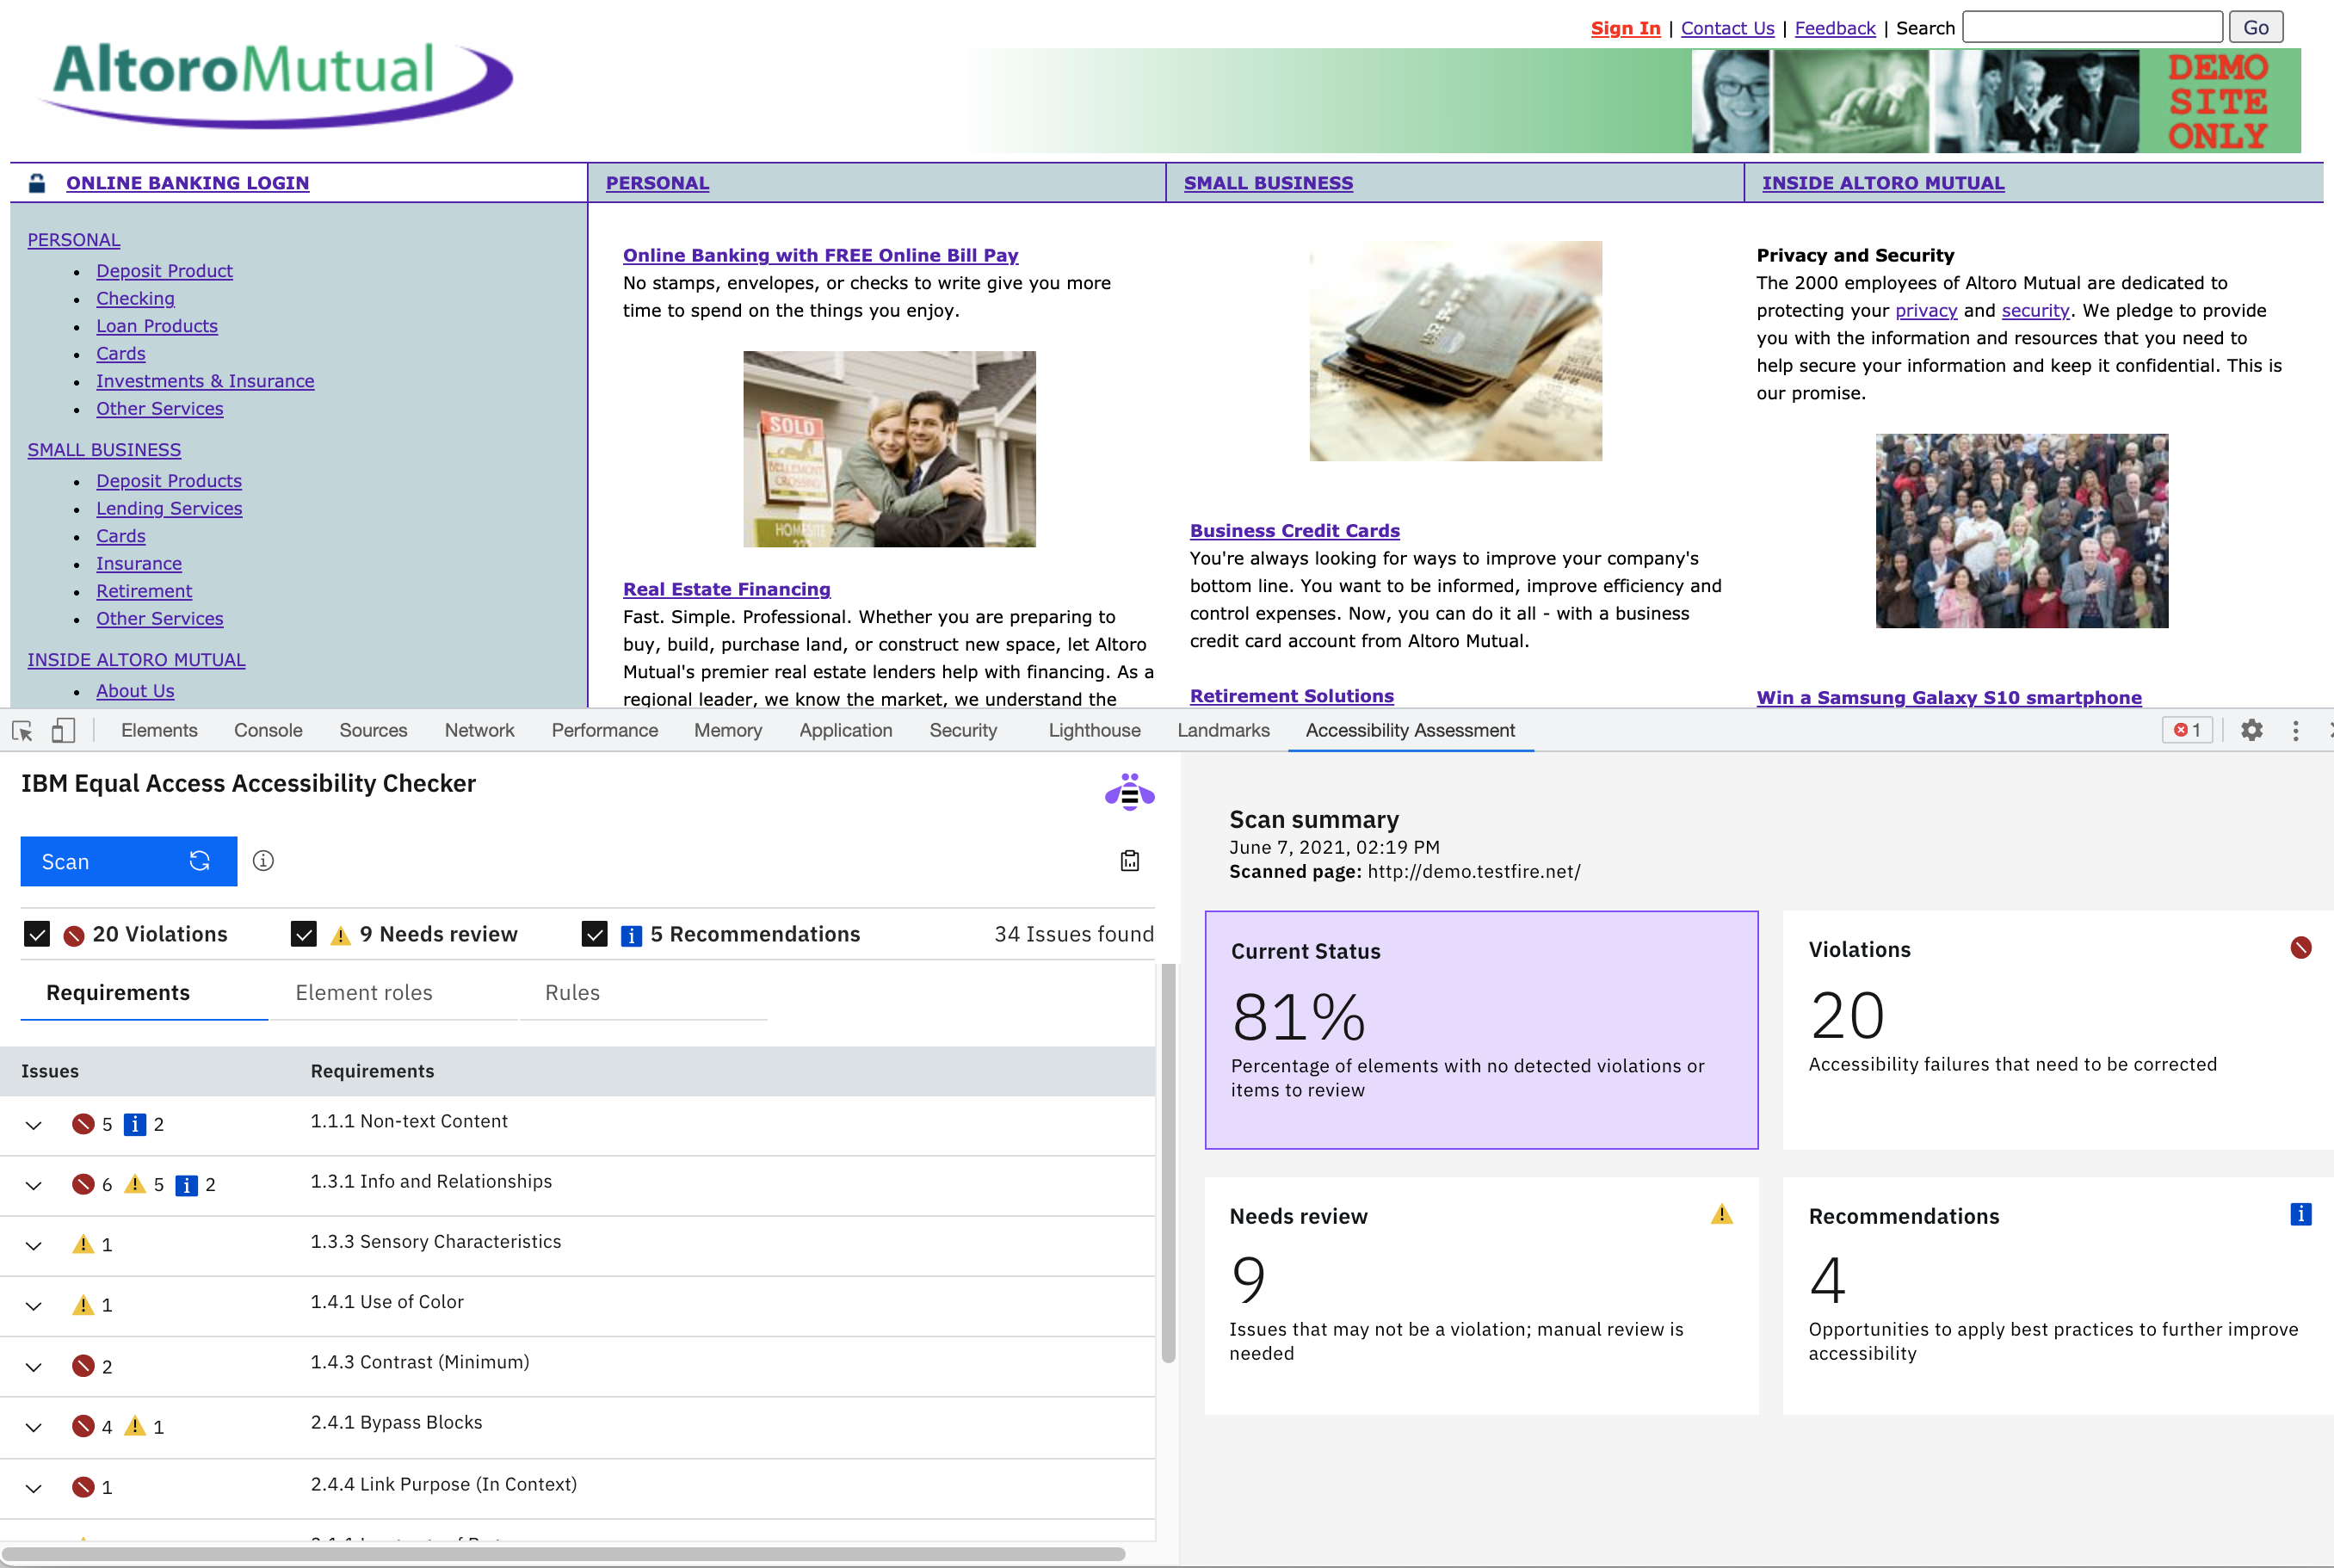 Sign In | Contact Us | Feedback | Search Go
AltoroMutual
DEMO
SITE
ONLY
ONLINE BANKING LOGIN
PERSONAL
SMALL BUSINESS
INSIDE ALTORO MUTUAL
PERSONAL
Deposit Product
Checking
Loan Products
Cards
Investments & Insurance
Other Services
SMALL BUSINESS
Deposit Products
Lending Services
Cards
Insurance
Retirement
Other Services
INSIDE ALTORO MUTUAL
About Us
Online Banking with FREE Online Bill Pay
No stamps, envelopes, or checks to write give you more
time to spend on the things you enjoy.
SOLD
BELLEMONT
CROSSING
HOMESITE
Real Estate Financing
Fast. Simple. Professional. Whether you are preparing to
buy, build, purchase land, or construct new space, let Altoro
Mutual's premier real estate lenders help with financing. As a
regional leader, we know the market, we understand the
Business Credit Cards
You're always looking for ways to improve your company's
bottom line. You want to be informed, improve efficiency and
control expenses. Now, you can do it all - with a business
credit card account from Altoro Mutual.
Retirement Solutions
Privacy and Security
The 2000 employees of Altoro Mutual are dedicated to
protecting your privacy and security. We pledge to provide
you with the information and resources that you need to
help secure your information and keep it confidential. This is
our promise.
Win a Samsung Galaxy S10 smartphone
Elements Console Sources Network Performance Memory Application Security Lighthouse Landmarks Accessibility Assessment 1
IBM Equal Access Accessibility Checker
Scan
20 Violations 9 Needs review 5 Recommendations 34 Issues found
Requirements Element roles Rules
Issues Requirements
5 2 1.1.1 Non-text Content
6 5 2 1.3.1 Info and Relationships
1 1.3.3 Sensory Characteristics
1 1.4.1 Use of Color
2 1.4.3 Contrast (Minimum)
4 1 2.4.1 Bypass Blocks
1 2.4.4 Link Purpose (In Context)
Scan summary
June 7, 2021, 02:19 PM
Scanned page: http://demo.testfire.net/
Current Status
81%
Percentage of elements with no detected violations or
items to review
Violations
20
Accessibility failures that need to be corrected
Needs review
9
Issues that may not be a violation; manual review is
needed
Recommendations
4
Opportunities to apply best practices to further improve
accessibility